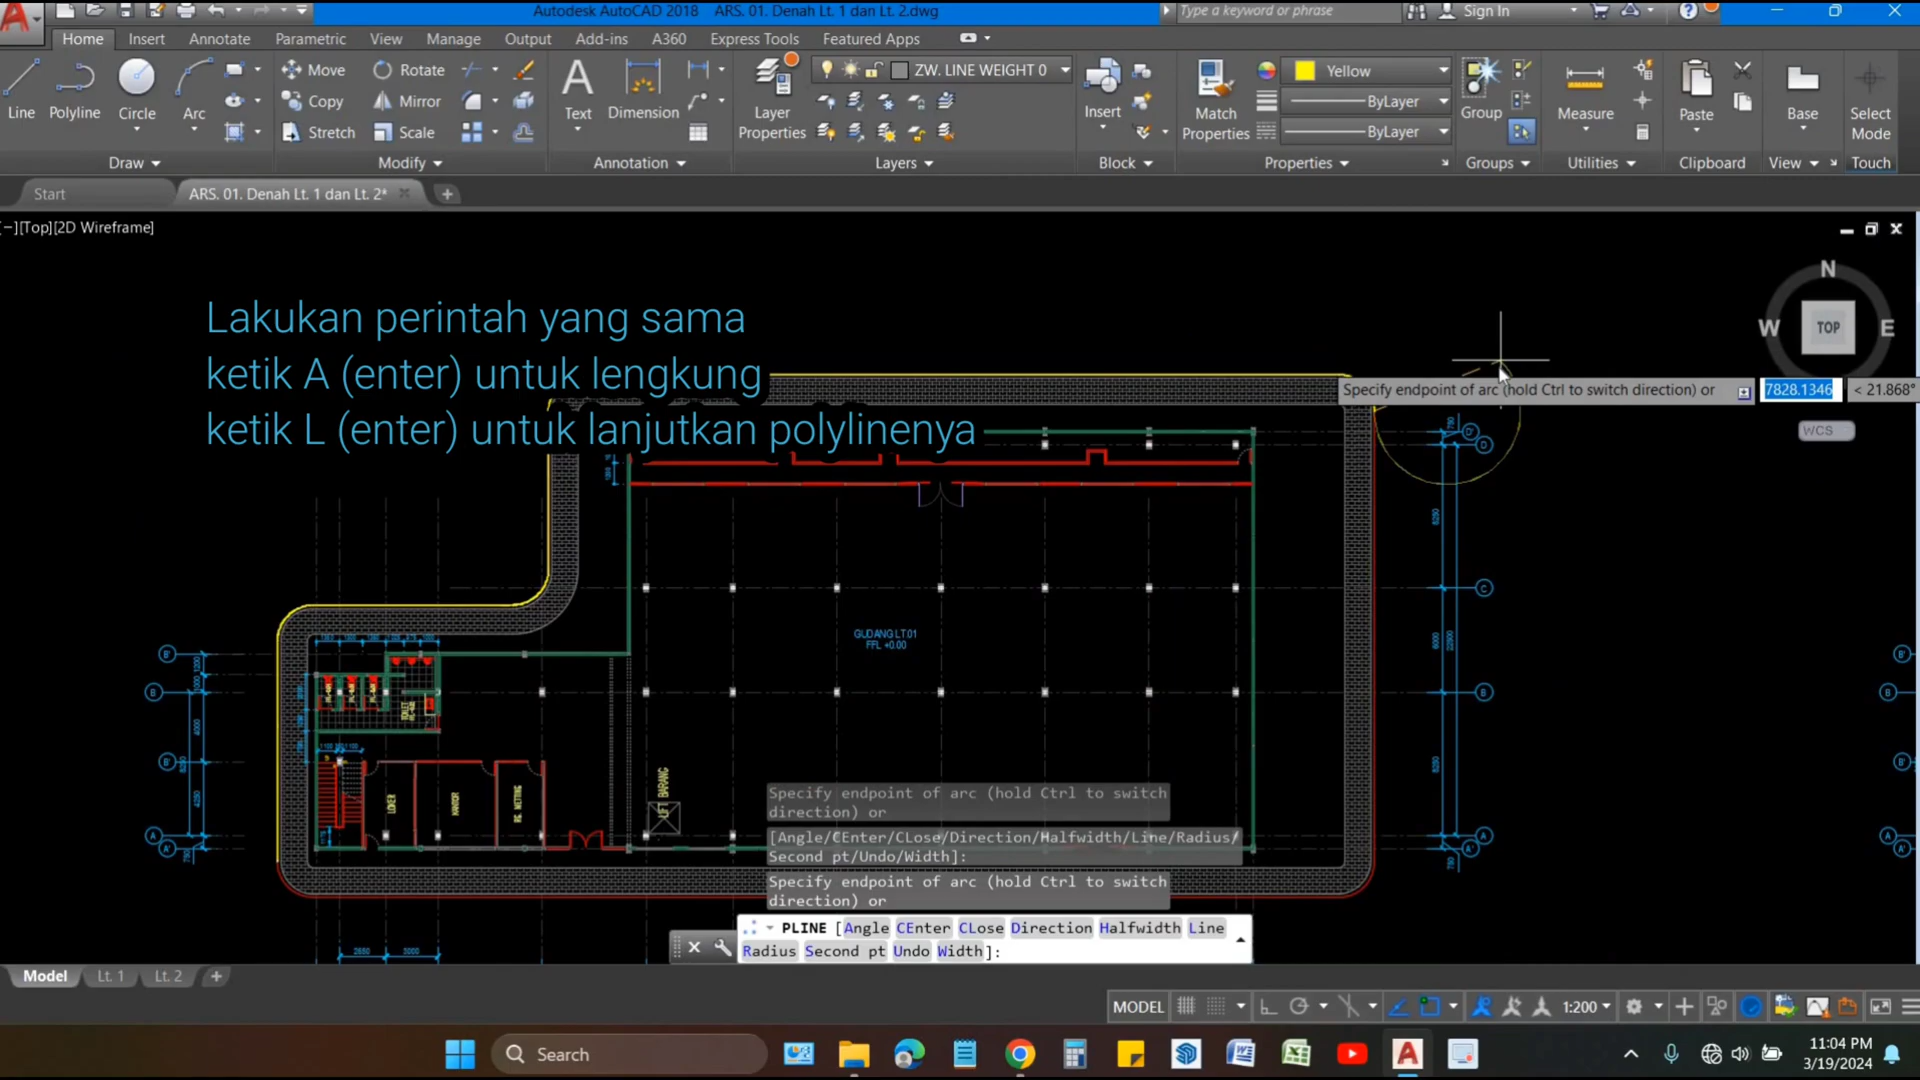 Autodesk AutoCAD 2018 ARS. 01. Denah Lt. 1 dan Lt. 2.dwg
Type a keyword or phrase
Sign In
Home Insert Annotate Parametric View Manage Output Add-ins A360 Express Tools Featured Apps
Line Polyline Circle Arc
Move Rotate
Copy Mirror
Stretch Scale
Text Dimension
Layer Properties
ZW. LINE WEIGHT 0
Insert
Match Properties
Yellow
ByLayer
ByLayer
Group Measure Paste Base
Select Mode
Draw Modify Annotation Layers Block Properties Groups Utilities Clipboard View Touch
Start ARS. 01. Denah Lt. 1 dan Lt. 2*
[−][Top][2D Wireframe]
N
W TOP E
WCS
Lakukan perintah yang sama
ketik A (enter) untuk lengkung
ketik L (enter) untuk lanjutkan polylinenya
Specify endpoint of arc (hold Ctrl to switch direction) or 7828.1346 < 21.868°
D'
D
C
GUDANG LT.01
FFL +0.00
B'
B
B
B'
B
B'
B'
LOKER
KANTOR
RG. MEETING
LIFT BARANG
A
A'
A
A'
A
A'
Specify endpoint of arc (hold Ctrl to switch
direction) or
[Angle/CEnter/CLose/Direction/Halfwidth/Line/Radius/
Second pt/Undo/Width]:
Specify endpoint of arc (hold Ctrl to switch
direction) or
PLINE [Angle CEnter CLose Direction Halfwidth Line
Radius Second pt Undo Width]:
Model Lt. 1 Lt. 2
MODEL
1:200
Search
11:04 PM
3/19/2024